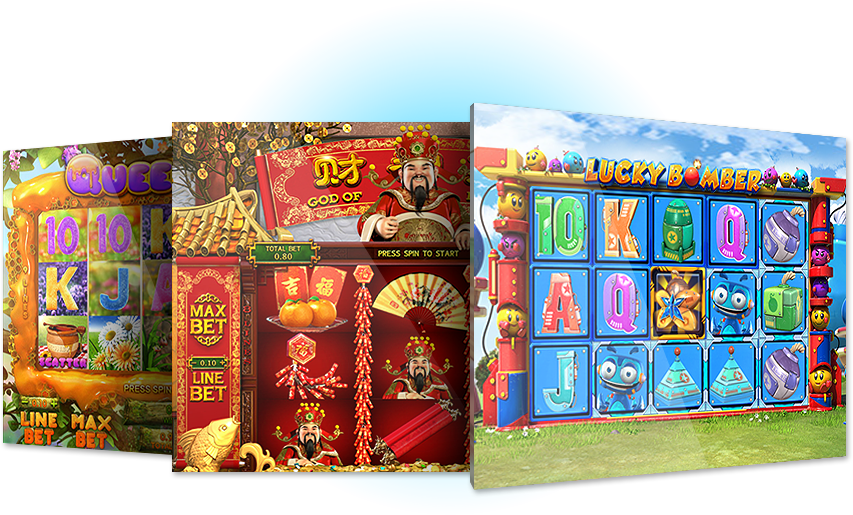 QUEE
10 10 K
K J A
SCATTER
PRESS SPIN
LINE BET
MAX BET
财
GOD OF
TOTAL BET
0.80
PRESS SPIN TO START
MAX BET
0.10
LINE BET
吉 福
LUCKY BOMBER
10 K Q
A Q
J